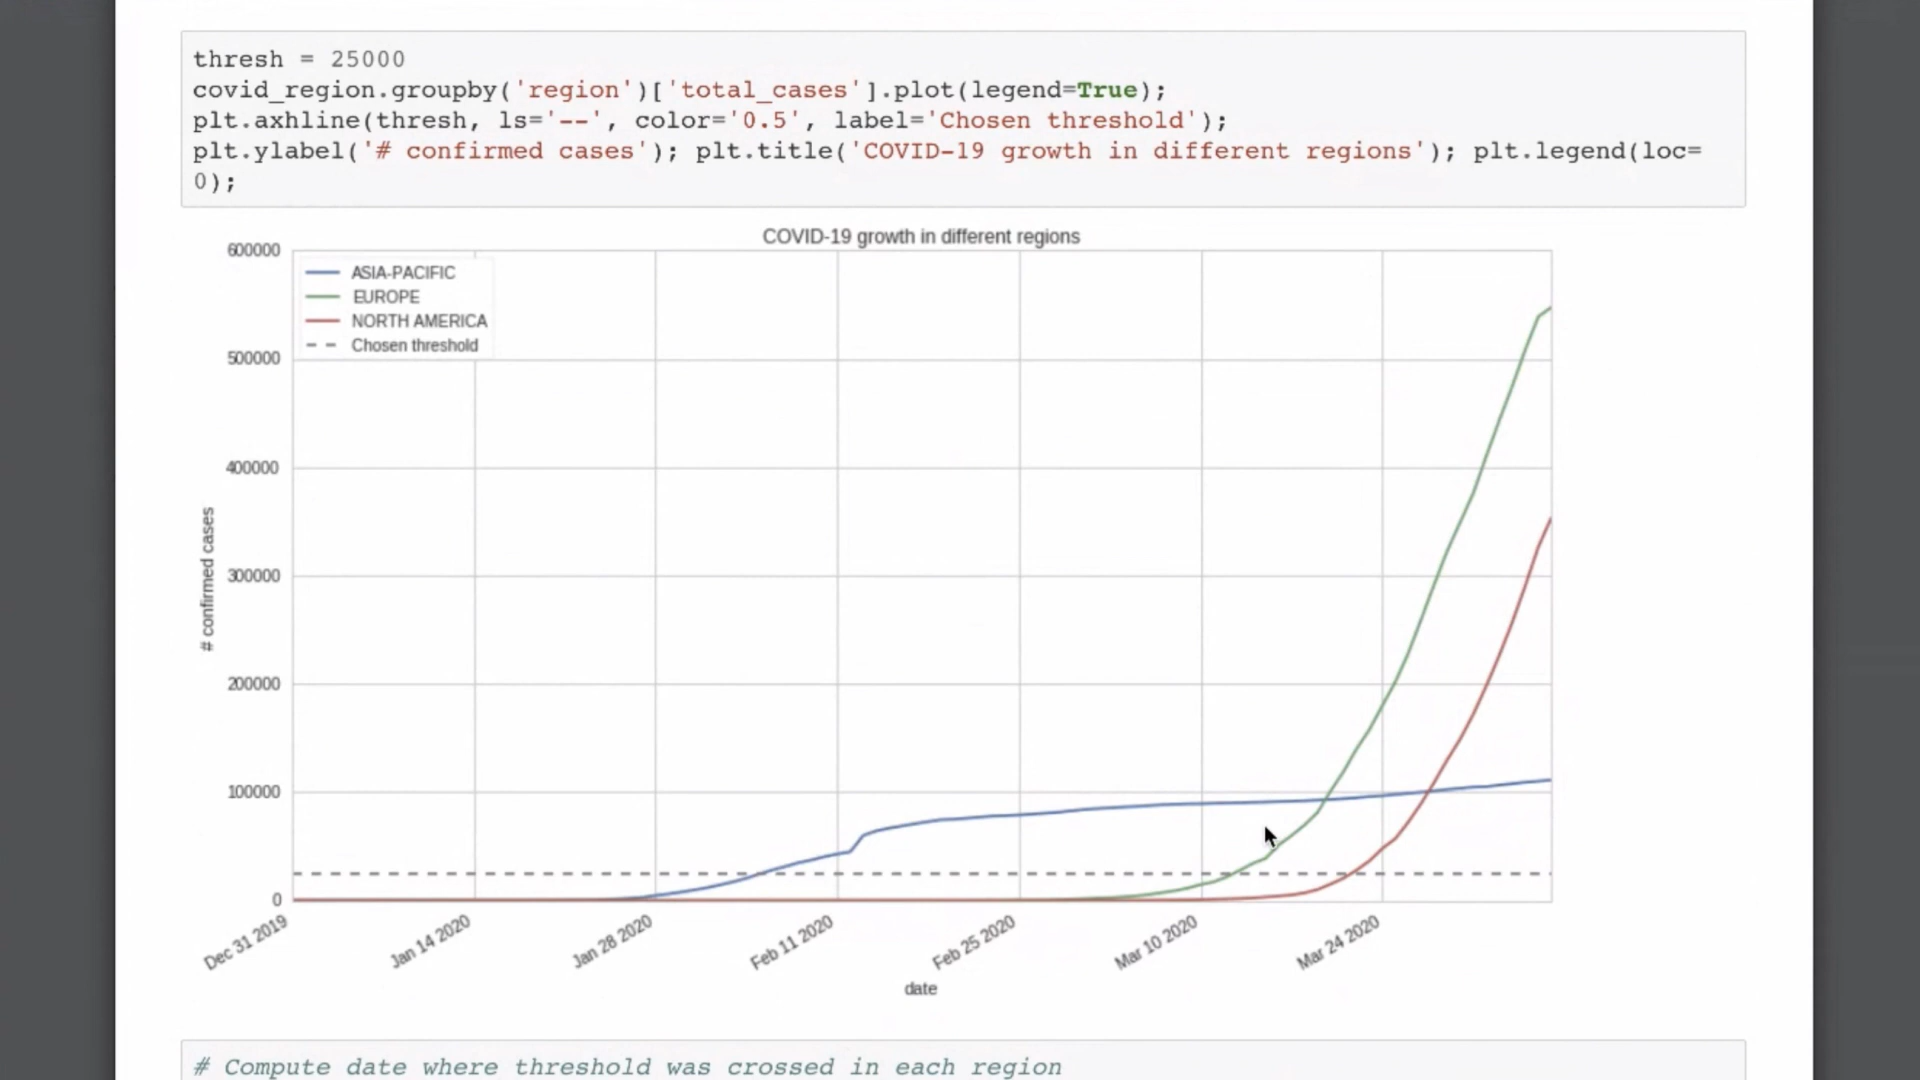 thresh = 25000
covid_region.groupby('region')['total_cases'].plot(legend=True);
plt.axhline(thresh, ls='--', color='0.5', label='Chosen threshold');
plt.ylabel('# confirmed cases'); plt.title('COVID-19 growth in different regions'); plt.legend(loc=
0);
COVID-19 growth in different regions
600000
500000
400000
300000
200000
100000
0
# confirmed cases
ASIA-PACIFIC
EUROPE
NORTH AMERICA
Chosen threshold
Dec 31 2019
Jan 14 2020
Jan 28 2020
Feb 11 2020
Feb 25 2020
Mar 10 2020
Mar 24 2020
date
# Compute date where threshold was crossed in each region